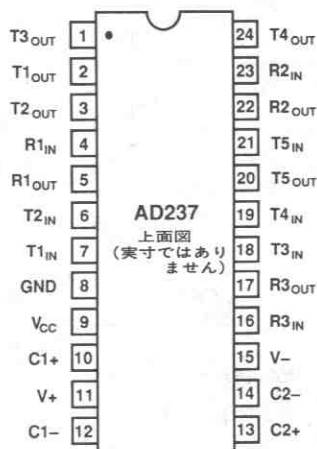 T3OUT 1 24 T4OUT
T1OUT 2 23 R2IN
T2OUT 3 22 R2OUT
R1IN 4 21 T5IN
R1OUT 5 20 T5OUT
T2IN 6 19 T4IN
T1IN 7 18 T3IN
GND 8 17 R3OUT
VCC 9 16 R3IN
C1+ 10 15 V−
V+ 11 14 C2−
C1− 12 13 C2+
AD237
上面図
(実寸ではあり
ません)